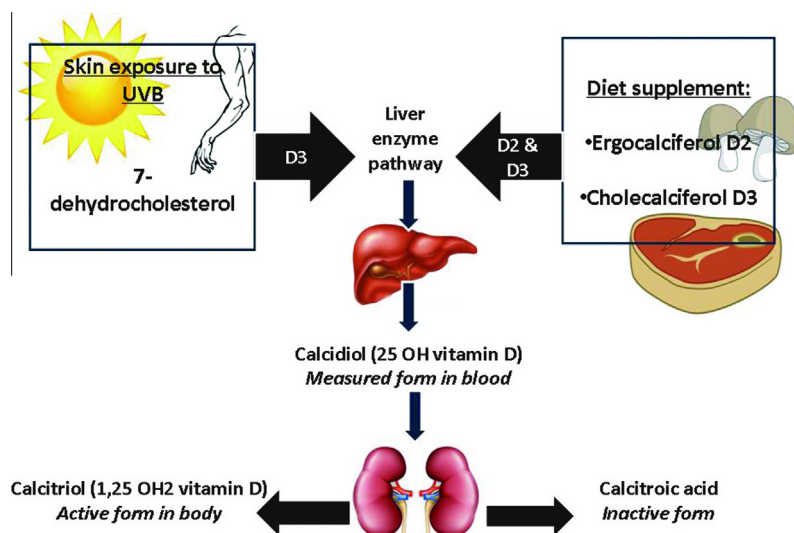 Skin exposure to
UVB
7-
dehydrocholesterol
D3
Liver
enzyme
pathway
D2 &
D3
Diet supplement:
•Ergocalciferol D2
•Cholecalciferol D3
Calcidiol (25 OH vitamin D)
Measured form in blood
Calcitriol (1,25 OH2 vitamin D)
Active form in body
Calcitroic acid
Inactive form